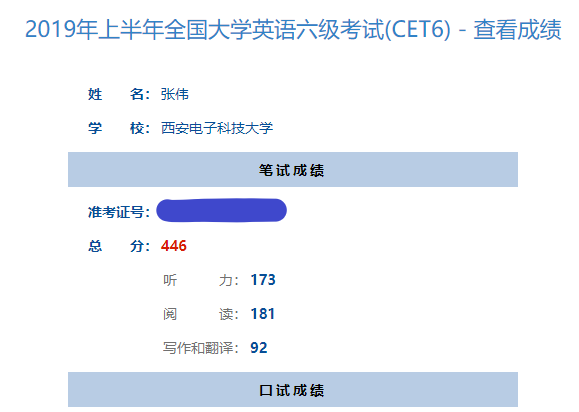 2019年上半年全国大学英语六级考试(CET6) - 查看成绩
姓 名： 张伟
学 校： 西安电子科技大学
笔试成绩
准考证号：
总 分： 446
听 力： 173
阅 读： 181
写作和翻译： 92
口试成绩